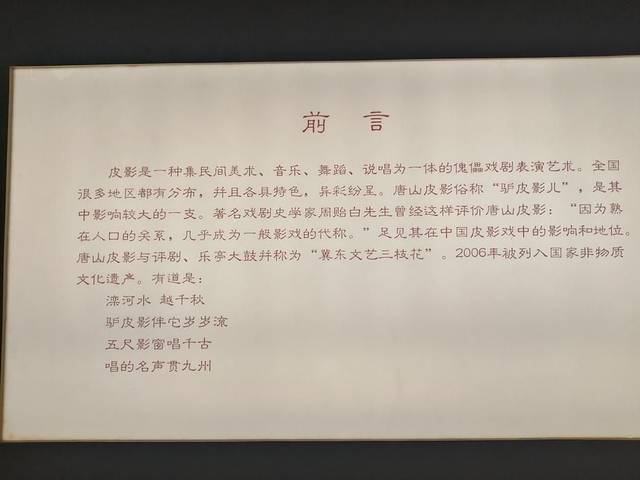 前言
皮影是一种集民间美术、音乐、舞蹈、说唱为一体的傀儡戏剧表演艺术。全国
很多地区都有分布，并且各具特色，异彩纷呈。唐山皮影俗称“驴皮影儿”，是其
中影响较大的一支。著名戏剧史学家周贻白先生曾经这样评价唐山皮影：“因为熟
在人口的关系，几乎成为一般影戏的代称。”足见其在中国皮影戏中的影响和地位。
唐山皮影与评剧、乐亭大鼓并称为“冀东文艺三枝花”。2006年被列入国家非物质
文化遗产。有道是：
滦河水 越千秋
驴皮影伴它岁岁流
五尺影窗唱千古
唱的名声贯九州